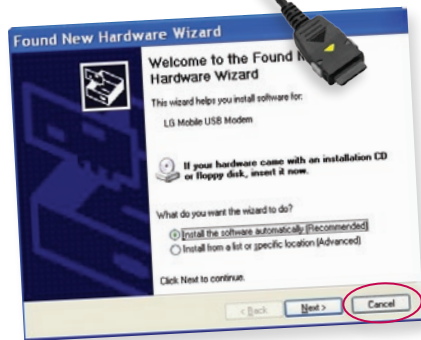 Found New Hardware Wizard
Welcome to the Found
Hardware Wizard
This wizard helps you install software for:
LG Mobile USB Modem
If your hardware came with an installation CD
or floppy disk, insert it now.
What do you want the wizard to do?
Install the software automatically (Recommended)
Install from a list or specific location (Advanced)
Click Next to continue.
< Back
Next >
Cancel